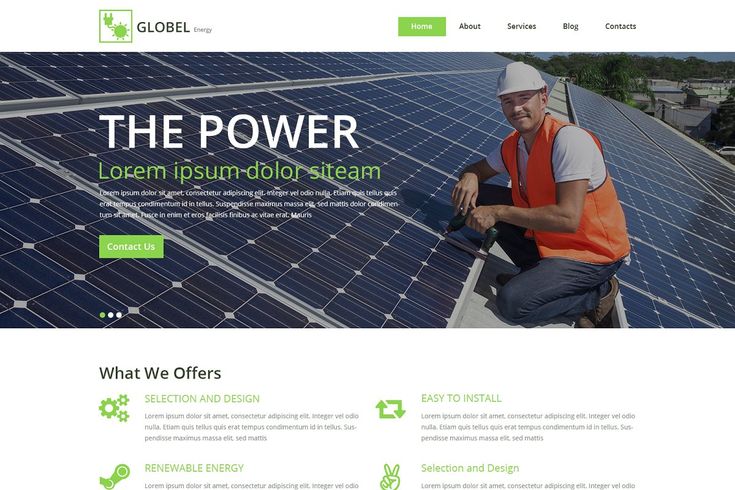 GLOBEL Energy
Home About Services Blog Contacts
THE POWER
Lorem ipsum dolor siteam
Lorem ipsum dolor sit amet, consectetur adipiscing elit. Integer vel odio nulla. Etiam quis tellus quis
erat tempus condimentum id in tellus. Suspendisse maximus massa elit, sed mattis dolor condimen-
tum sit amet. Fusce in enim et eros facilisis finibus ac vitae erat. Mauris
Contact Us
What We Offers
SELECTION AND DESIGN
Lorem ipsum dolor sit amet, consectetur adipiscing elit. Integer vel odio
nulla. Etiam quis tellus quis erat tempus condimentum id in tellus. Sus-
pendisse maximus massa elit, sed mattis
EASY TO INSTALL
Lorem ipsum dolor sit amet, consectetur adipiscing elit. Integer vel odio
nulla. Etiam quis tellus quis erat tempus condimentum id in tellus. Sus-
pendisse maximus massa elit, sed mattis
RENEWABLE ENERGY
Lorem ipsum dolor sit amet, consectetur adipiscing elit. Integer vel odio
Selection and Design
Lorem ipsum dolor sit amet, consectetur adipiscing elit. Integer vel odio